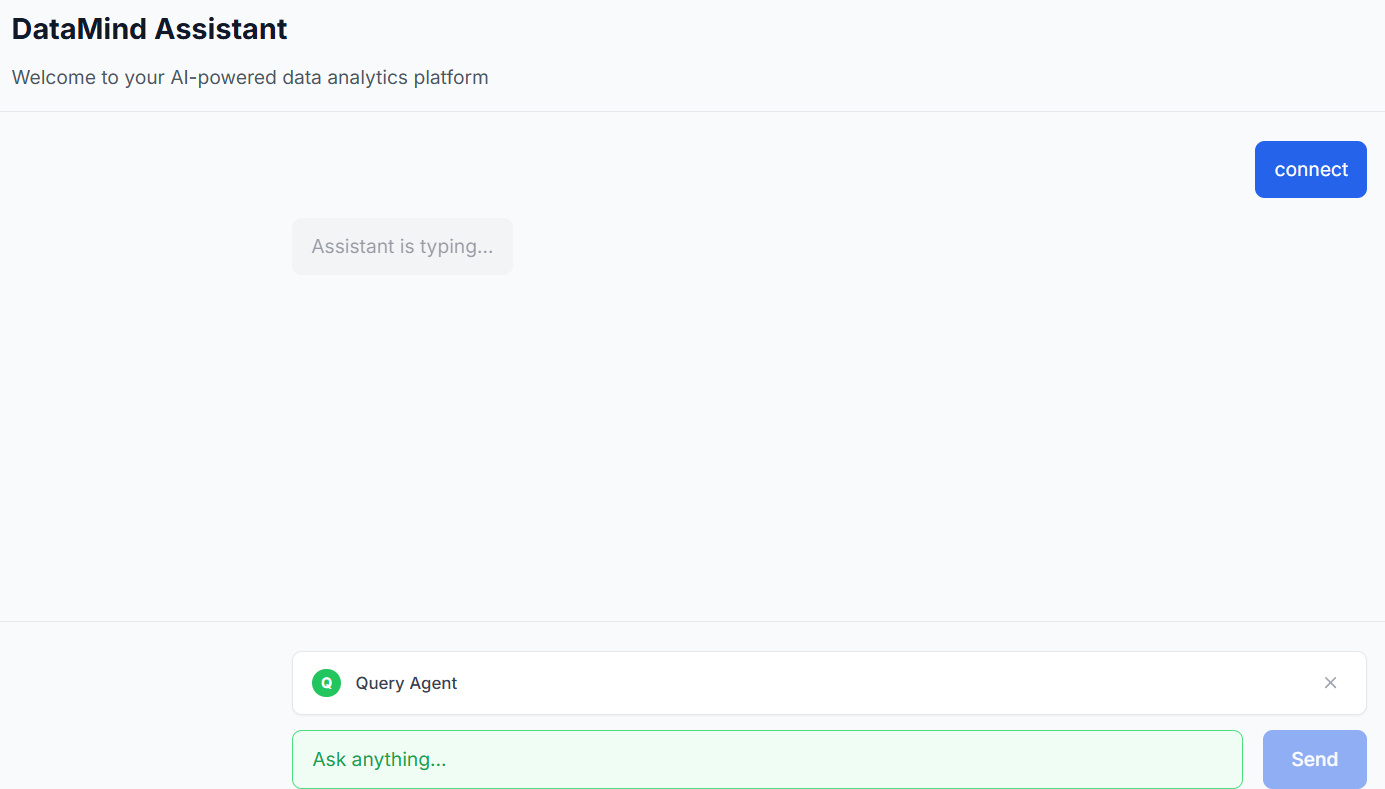 DataMind Assistant
Welcome to your AI-powered data analytics platform
connect
Assistant is typing...
Q Query Agent ×
Ask anything... Send